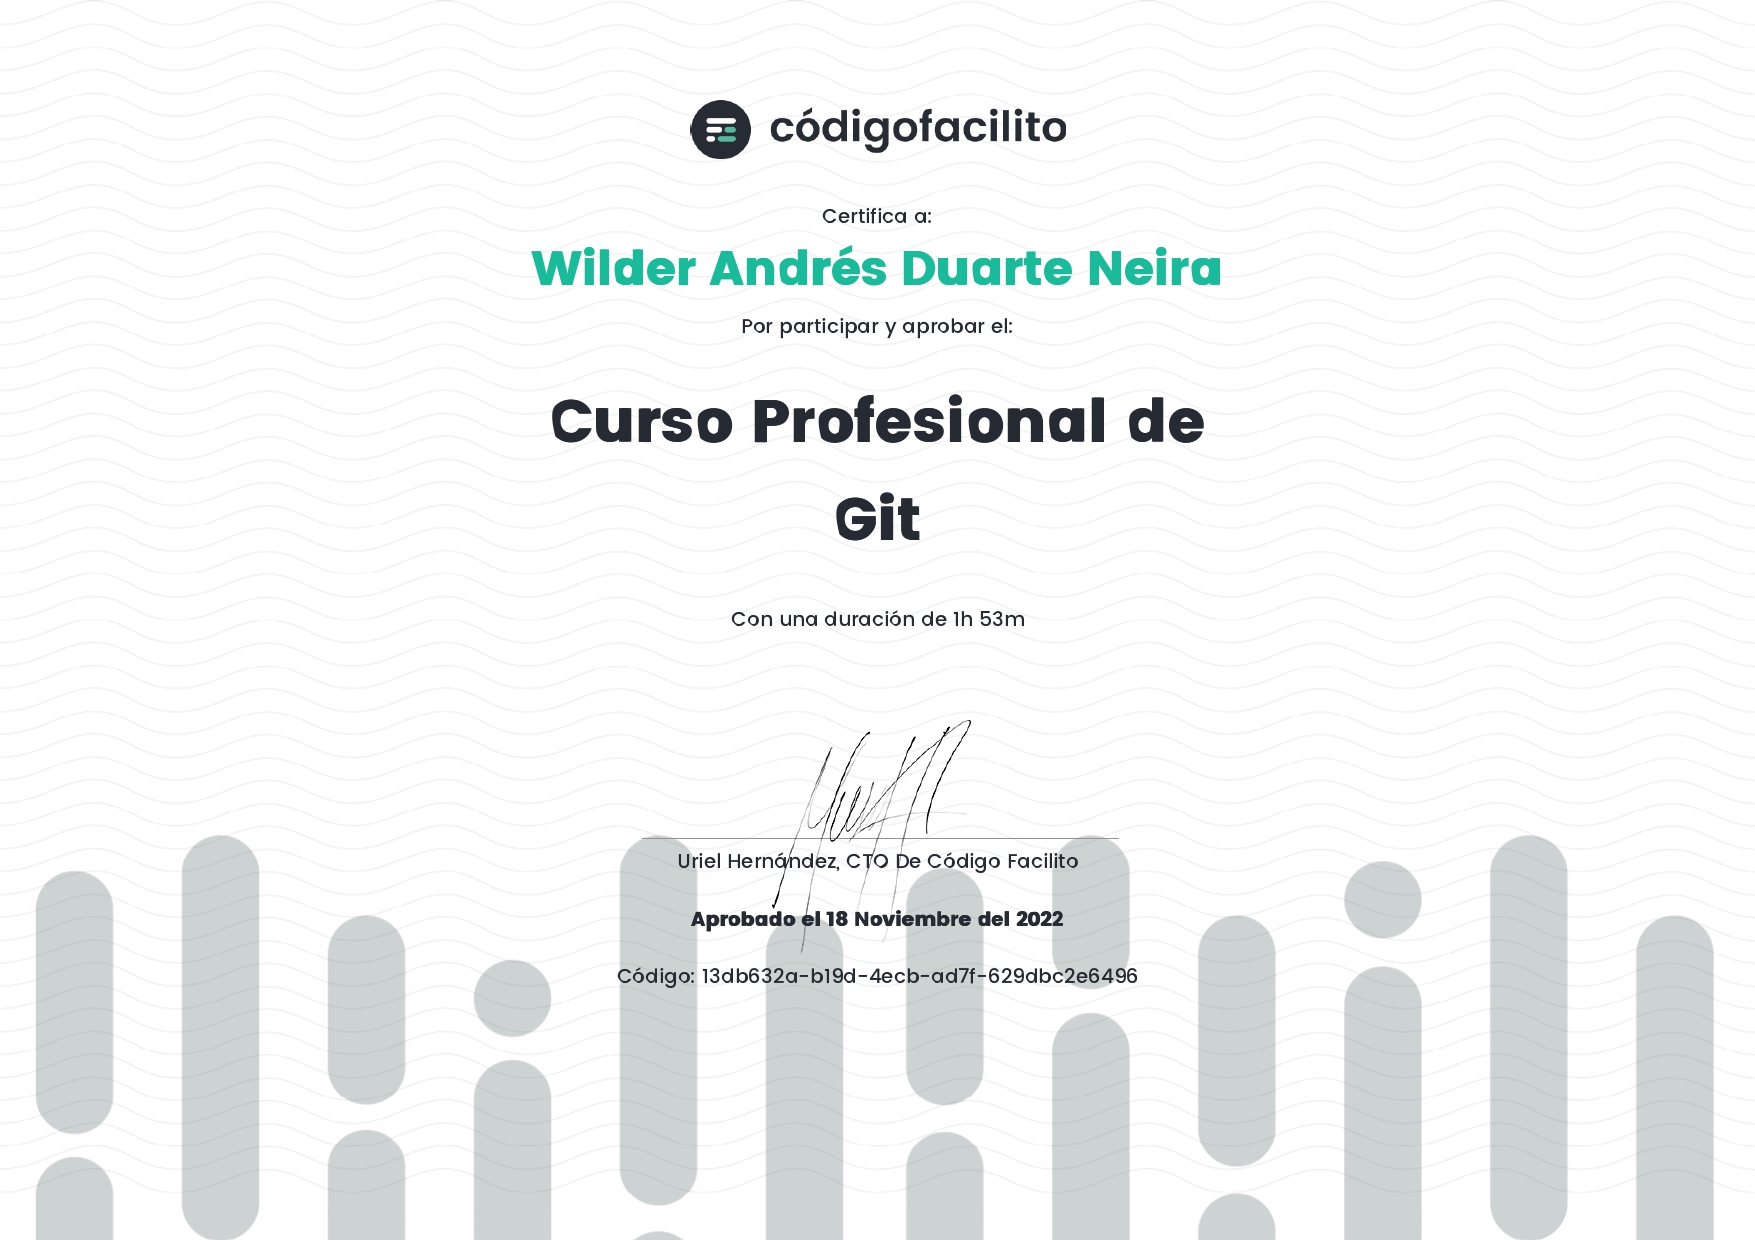 códigofacilito
Certifica a:
Wilder Andrés Duarte Neira
Por participar y aprobar el:
Curso Profesional de
Git
Con una duración de 1h 53m
Uriel Hernández, CTO De Código Facilito
Aprobado el 18 Noviembre del 2022
Código: 13db632a-b19d-4ecb-ad7f-629dbc2e6496